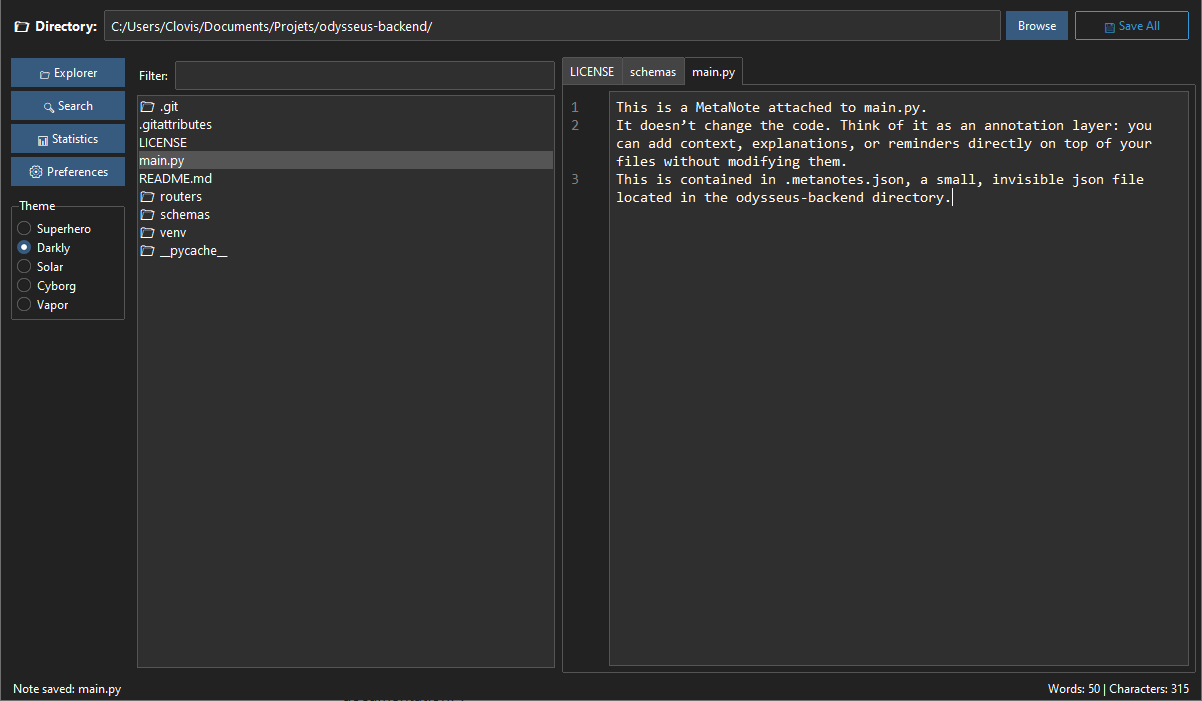 Directory: C:/Users/Clovis/Documents/Projets/odysseus-backend/ Browse Save All
Explorer
Search
Statistics
Preferences
Theme
Superhero
Darkly
Solar
Cyborg
Vapor
Filter:
.git
.gitattributes
LICENSE
main.py
README.md
routers
schemas
venv
__pycache__
LICENSE schemas main.py
1 This is a MetaNote attached to main.py.
2 It doesn’t change the code. Think of it as an annotation layer: you
can add context, explanations, or reminders directly on top of your
files without modifying them.
3 This is contained in .metanotes.json, a small, invisible json file
located in the odysseus-backend directory.
Note saved: main.py
Words: 50 | Characters: 315